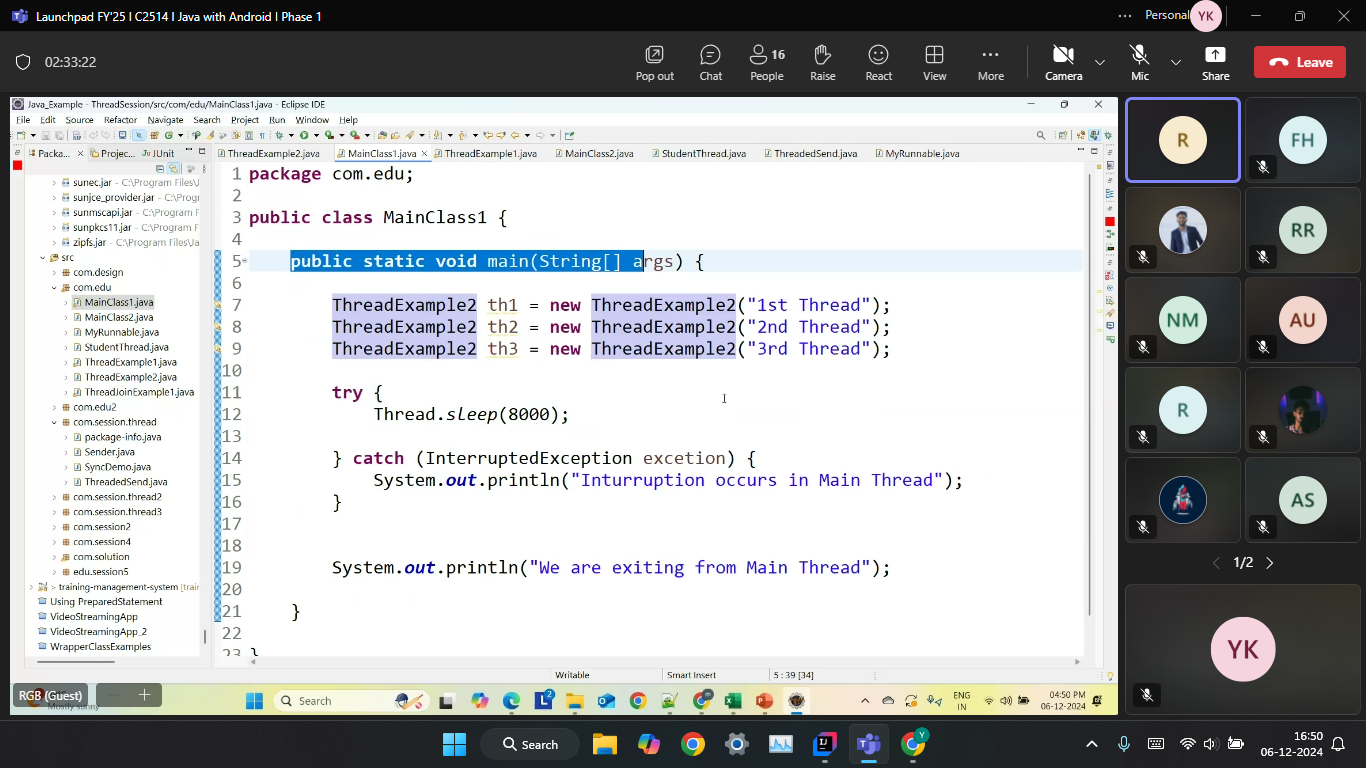 Launchpad FY'25 | C2514 | Java with Android | Phase 1
Personal
YK
02:33:22
Pop out
Chat
People
16
Raise
React
View
More
Camera
Mic
Share
Leave
Java_Example - ThreadSession/src/com/edu/MainClass1.java - Eclipse IDE
File Edit Source Refactor Navigate Search Project Run Window Help
Packa...
Projec...
JUnit
ThreadExample2.java
MainClass1.java
ThreadExample1.java
MainClass2.java
StudentThread.java
ThreadedSend.java
MyRunnable.java
sunec.jar - C:\Program Files\J
sunjce_provider.jar - C:\Prog
sunmscapi.jar - C:\Program F
sunpkcs11.jar - C:\Program F
zipfs.jar - C:\Program Files\Ja
src
com.design
com.edu
MainClass1.java
MainClass2.java
MyRunnable.java
StudentThread.java
ThreadExample1.java
ThreadExample2.java
ThreadJoinExample1.java
com.edu2
com.session.thread
package-info.java
Sender.java
SyncDemo.java
ThreadedSend.java
com.session.thread2
com.session.thread3
com.session2
com.session4
com.solution
edu.session5
> training-management-system [train
Using PreparedStatement
VideoStreamingApp
VideoStreamingApp_2
WrapperClassExamples
1 package com.edu;
2
3 public class MainClass1 {
4
5 public static void main(String[] args) {
6
7 ThreadExample2 th1 = new ThreadExample2("1st Thread");
8 ThreadExample2 th2 = new ThreadExample2("2nd Thread");
9 ThreadExample2 th3 = new ThreadExample2("3rd Thread");
10
11 try {
12 Thread.sleep(8000);
13
14 } catch (InterruptedException excetion) {
15 System.out.println("Inturruption occurs in Main Thread");
16 }
17
18
19 System.out.println("We are exiting from Main Thread");
20
21 }
22
23 }
Writable
Smart Insert
5 : 39 [34]
RGB (Guest)
Mostly sunny
Search
ENG
IN
04:50 PM
06-12-2024
R
FH
RR
NM
AU
R
AS
1/2
YK
Search
16:50
06-12-2024